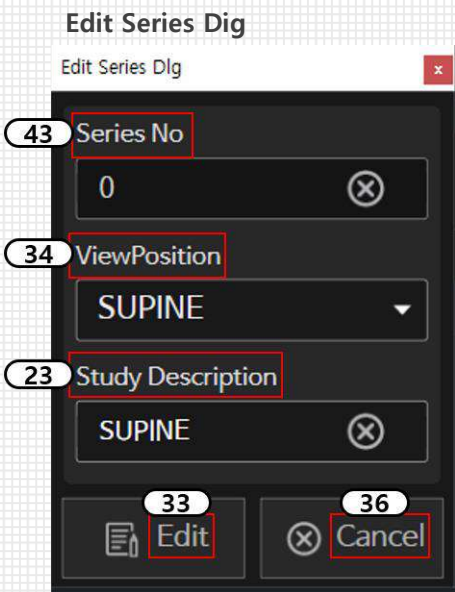 Edit Series Dlg
Edit Series Dlg
x
43 Series No
0
34 ViewPosition
SUPINE
23 Study Description
SUPINE
33 36
Edit Cancel